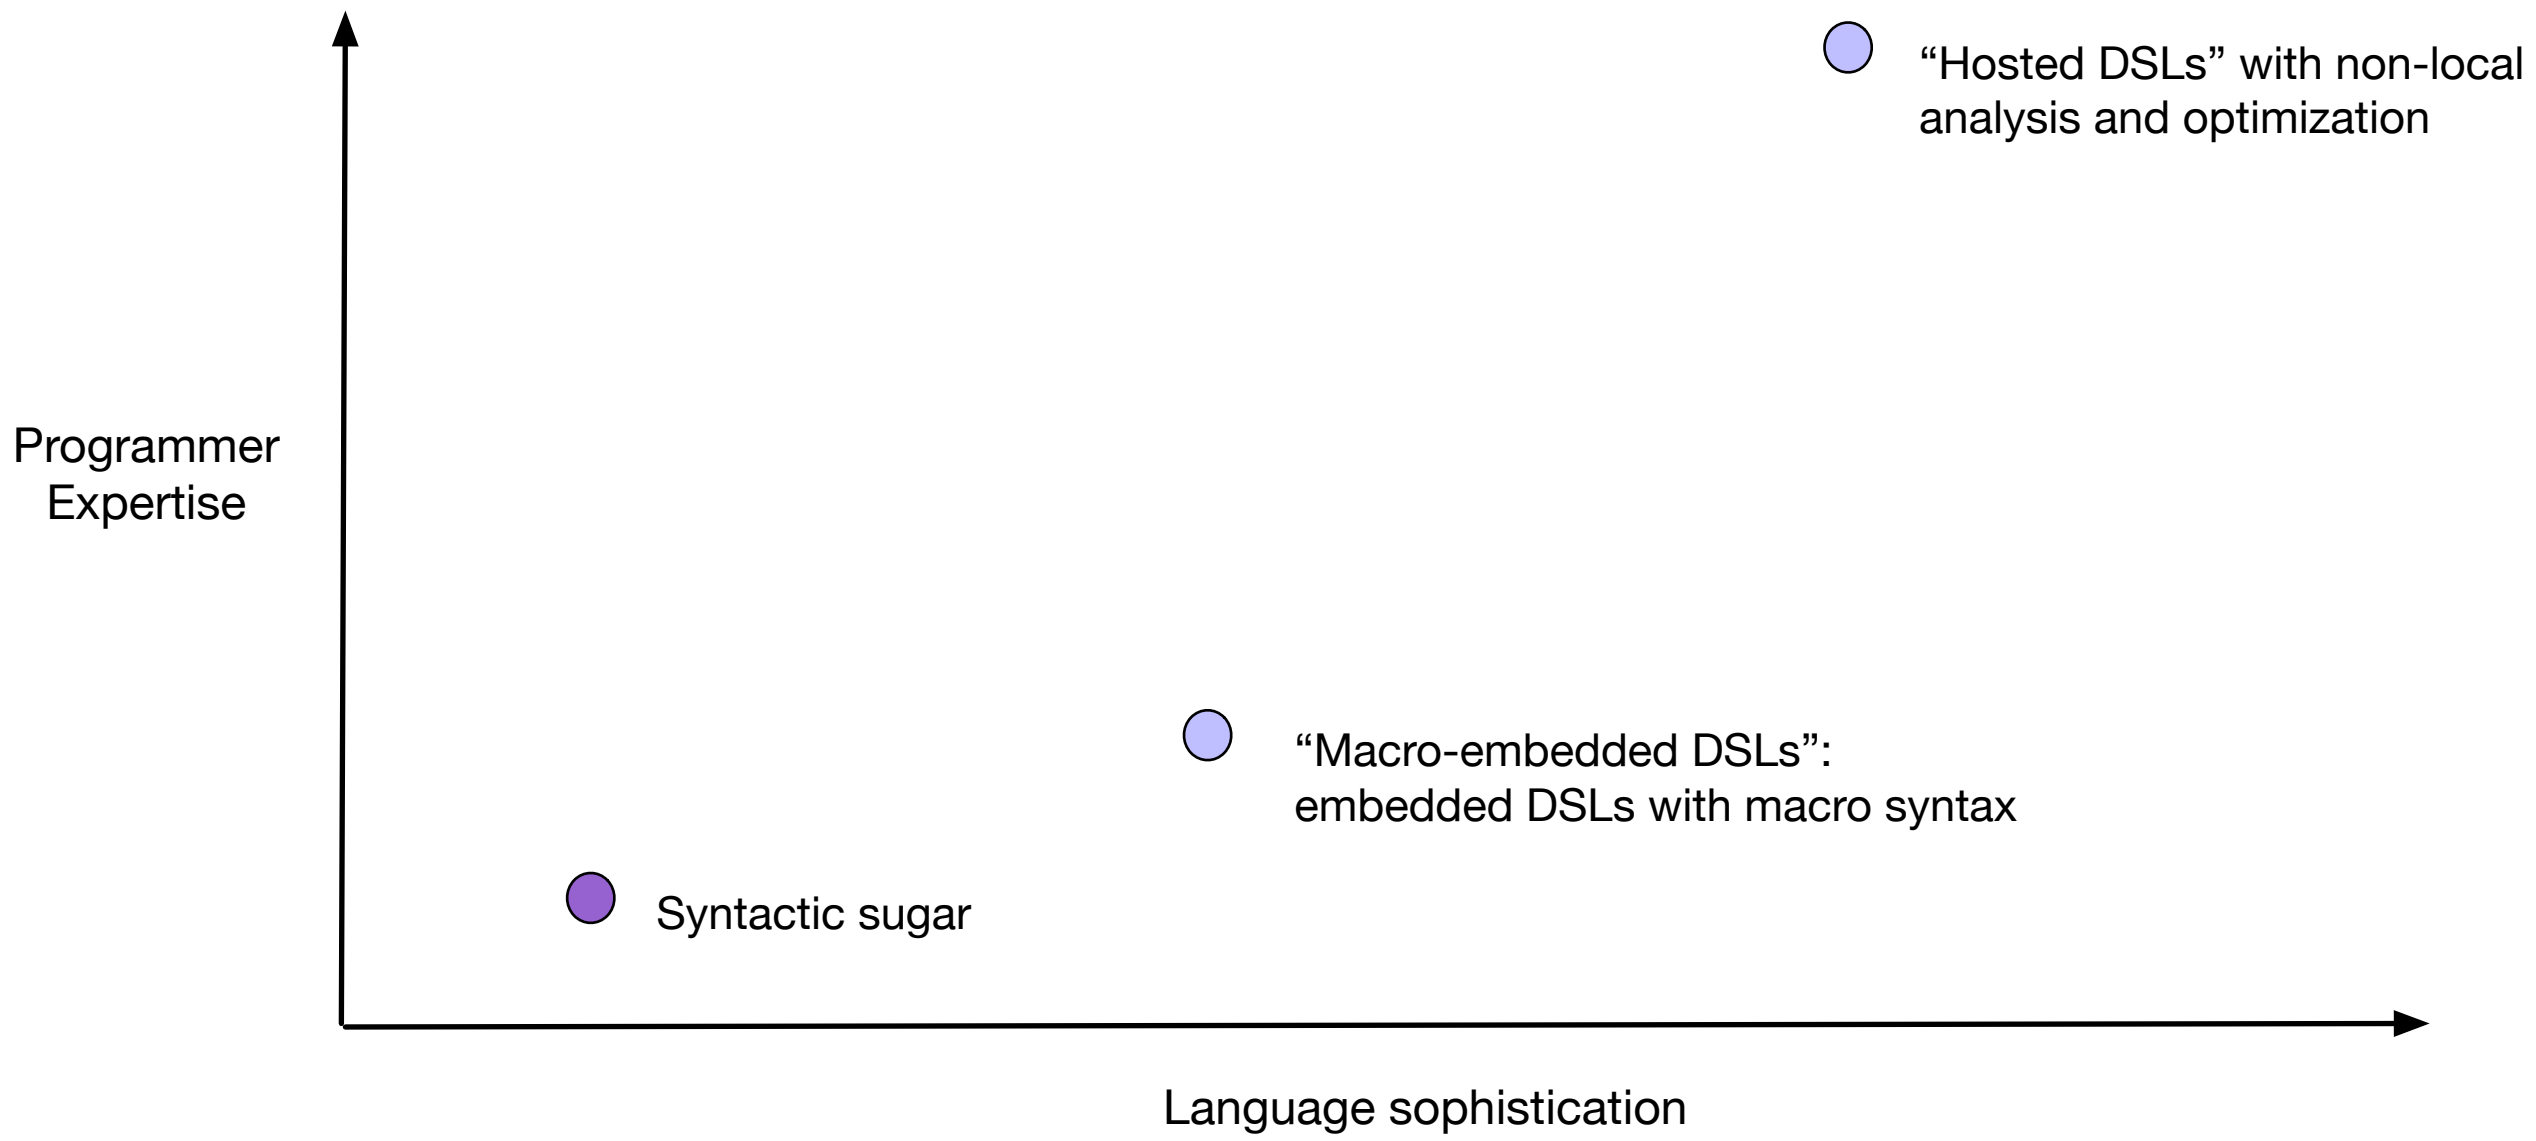 “Hosted DSLs” with non-local
analysis and optimization
Programmer
Expertise
“Macro-embedded DSLs”:
embedded DSLs with macro syntax
Syntactic sugar
Language sophistication